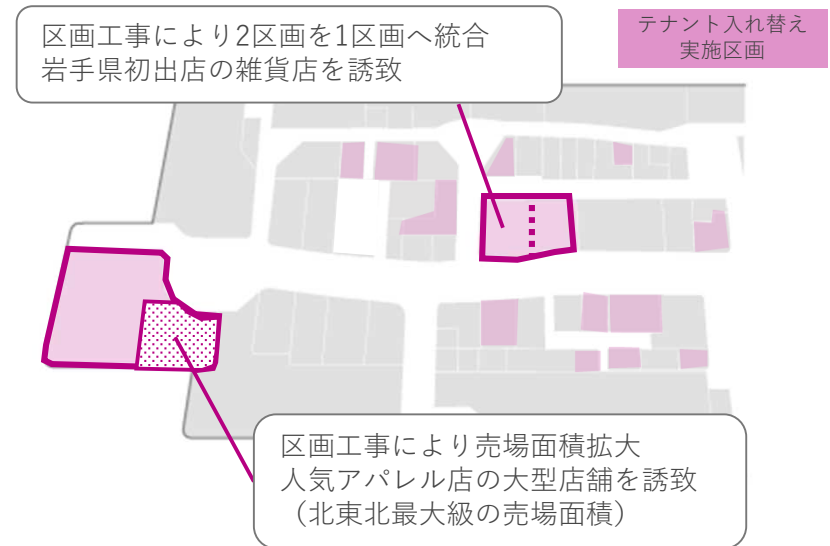 区画工事により2区画を1区画へ統合
岩手県初出店の雑貨店を誘致
テナント入れ替え
実施区画
区画工事により売場面積拡大
人気アパレル店の大型店舗を誘致
（北東北最大級の売場面積）